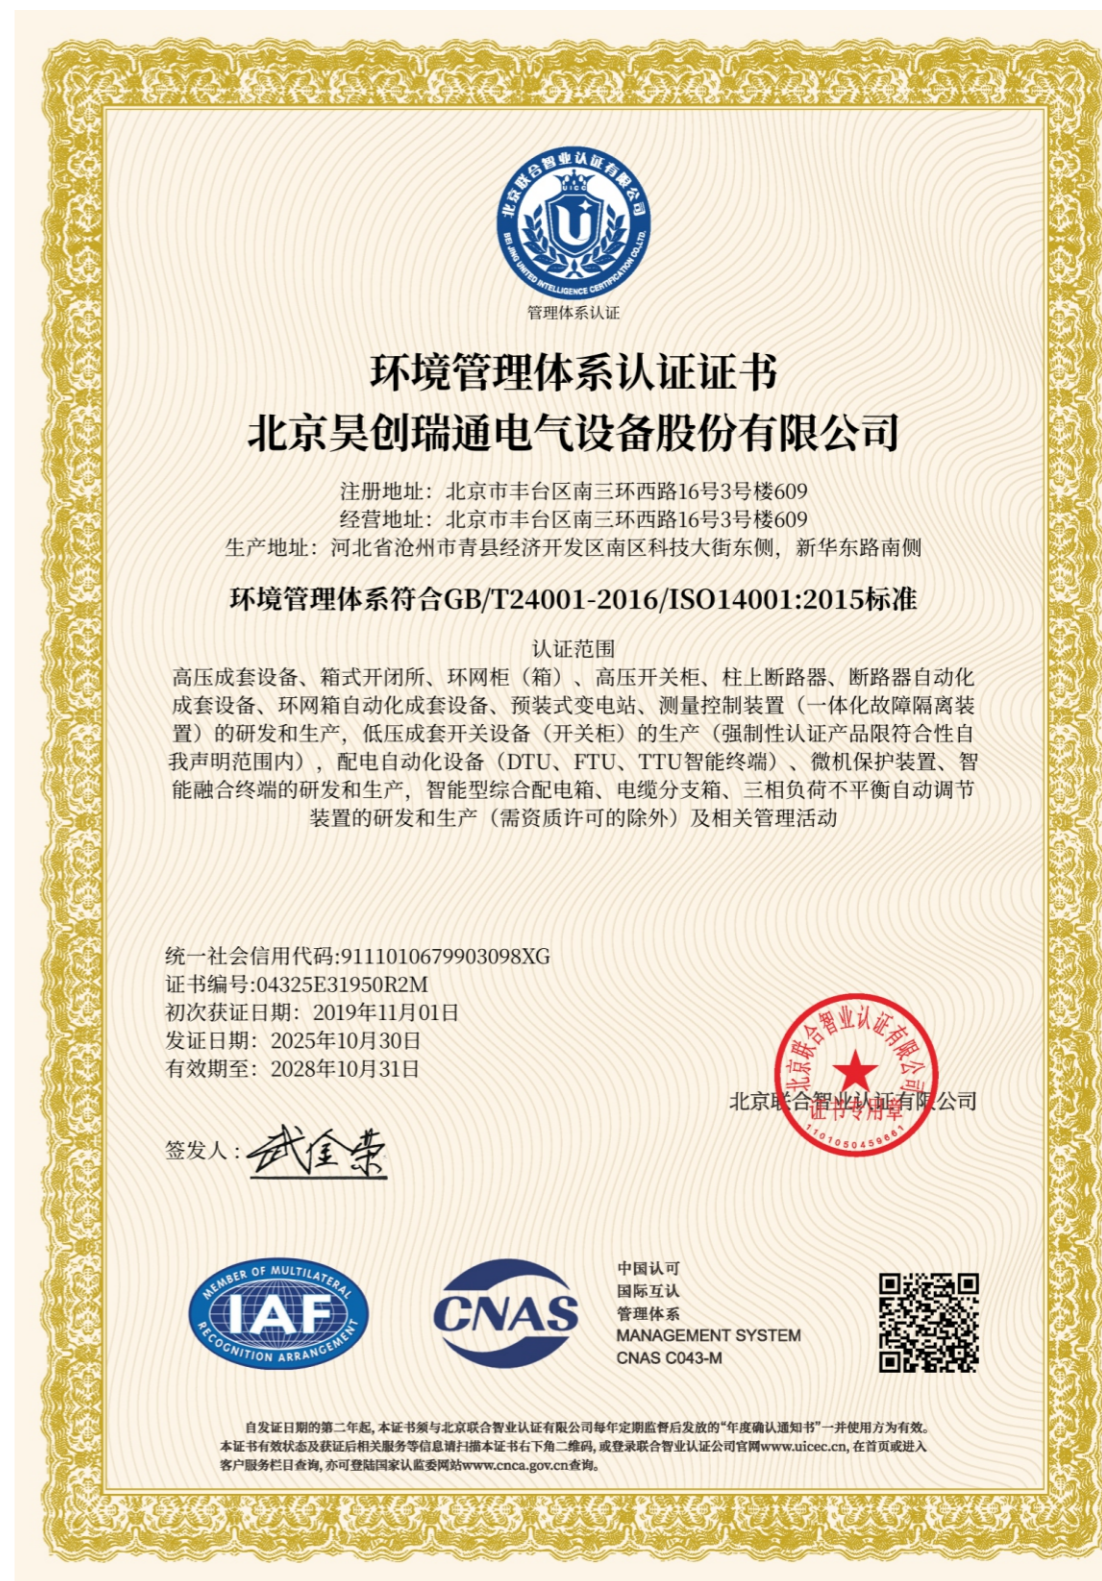 北京联合智业认证有限公司
UICC
BEIJING UNITED INTELLIGENCE CERTIFICATION CO.,LTD.
管理体系认证
环境管理体系认证证书
北京昊创瑞通电气设备股份有限公司
注册地址：北京市丰台区南三环西路16号3号楼609
经营地址：北京市丰台区南三环西路16号3号楼609
生产地址：河北省沧州市青县经济开发区南区科技大街东侧，新华东路南侧
环境管理体系符合GB/T24001-2016/ISO14001:2015标准
认证范围
高压成套设备、箱式开闭所、环网柜（箱）、高压开关柜、柱上断路器、断路器自动化
成套设备、环网箱自动化成套设备、预装式变电站、测量控制装置（一体化故障隔离装
置）的研发和生产，低压成套开关设备（开关柜）的生产（强制性认证产品限符合性自
我声明范围内），配电自动化设备（DTU、FTU、TTU智能终端）、微机保护装置、智
能融合终端的研发和生产，智能型综合配电箱、电缆分支箱、三相负荷不平衡自动调节
装置的研发和生产（需资质许可的除外）及相关管理活动
统一社会信用代码:9111010679903098XG
证书编号:04325E31950R2M
初次获证日期：2019年11月01日
发证日期：2025年10月30日
有效期至：2028年10月31日
北京联合智业认证有限公司
北京联合智业认证有限公司
证书专用章
1101050459661
签发人：武金荣
MEMBER OF MULTILATERAL
IAF
RECOGNITION ARRANGEMENT
CNAS
中国认可
国际互认
管理体系
MANAGEMENT SYSTEM
CNAS C043-M
自发证日期的第二年起, 本证书须与北京联合智业认证有限公司每年定期监督后发放的“年度确认通知书”一并使用方为有效。
本证书有效状态及获证后相关服务等信息请扫描本证书右下角二维码, 或登录联合智业认证公司官网www.uicec.cn, 在首页或进入
客户服务栏目查询, 亦可登陆国家认监委网站www.cnca.gov.cn查询。